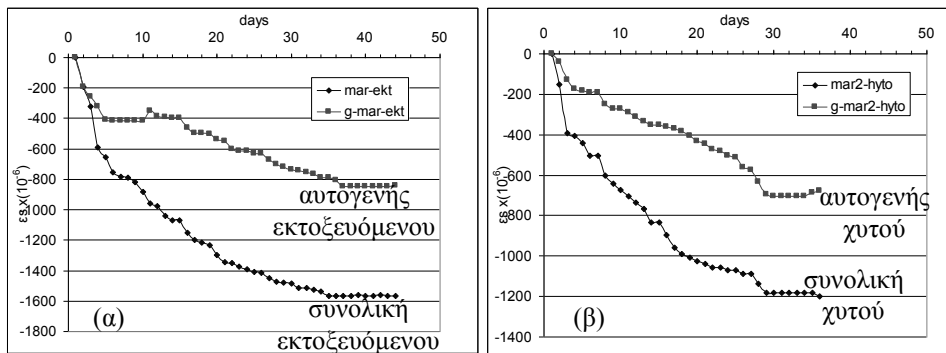 days
0 10 20 30 40 50
0
-200
-400
-600
-800
-1000
-1200
-1400
-1600
-1800
εs x(10⁻⁶)
mar-ekt
g-mar-ekt
αυτογενής
εκτοξευόμενου
συνολική
εκτοξευόμενου
(α)
days
0 10 20 30 40 50
0
-200
-400
-600
-800
-1000
-1200
-1400
εs x(10⁻⁶)
mar2-hyto
g-mar2-hyto
αυτογενής
χυτού
συνολική
χυτού
(β)